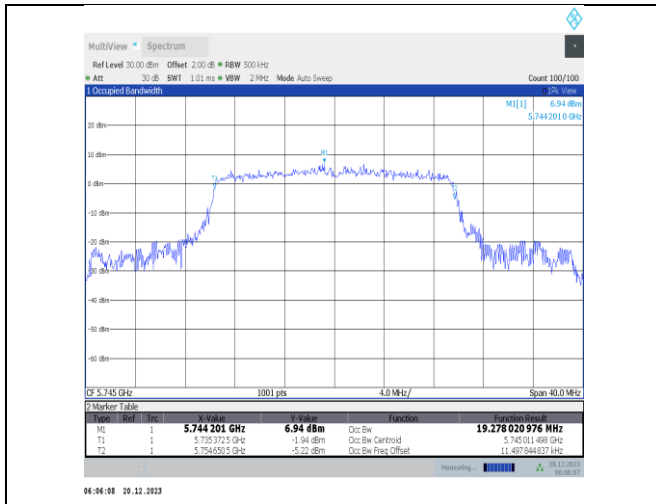 MultiView Spectrum
Ref Level 30.00 dBm Offset 2.00 dB RBW 500 kHz
Att 30 dB SWT 1.01 ms VBW 2 MHz Mode Auto Sweep Count 100/100
1 Occupied Bandwidth 1Pk View
M1[1] 6.94 dBm
5.744 201 0 GHz
20 dBm
M1
10 dBm
T1
0 dBm
-10 dBm
-20 dBm
-30 dBm
-40 dBm
-50 dBm
-60 dBm
CF 5.745 GHz 1001 pts 4.0 MHz/ Span 40.0 MHz
2 Marker Table
Type Ref Trc X-Value Y-Value Function Function Result
M1 1 5.744 201 GHz 6.94 dBm Occ Bw 19.278 020 976 MHz
T1 1 5.735 372 5 GHz -1.94 dBm Occ Bw Centroid 5.745 011 498 GHz
T2 1 5.754 650 5 GHz -5.22 dBm Occ Bw Freq Offset 11.497 844 837 kHz
Measuring... 20.12.2023
06:06:07
06:06:08 20.12.2023